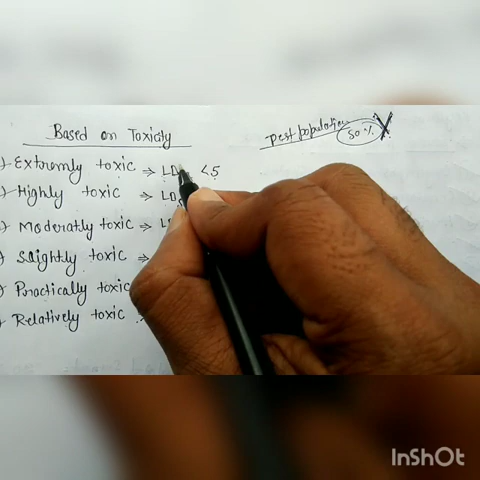 Based on Toxicity
pest population 50%
) Extremly toxic ⇒ LD <5
) Highly toxic ⇒ LD
) Moderatly toxic ⇒ L
) Slightly toxic ⇒
) Practically toxic
) Relatively toxic
InShOt